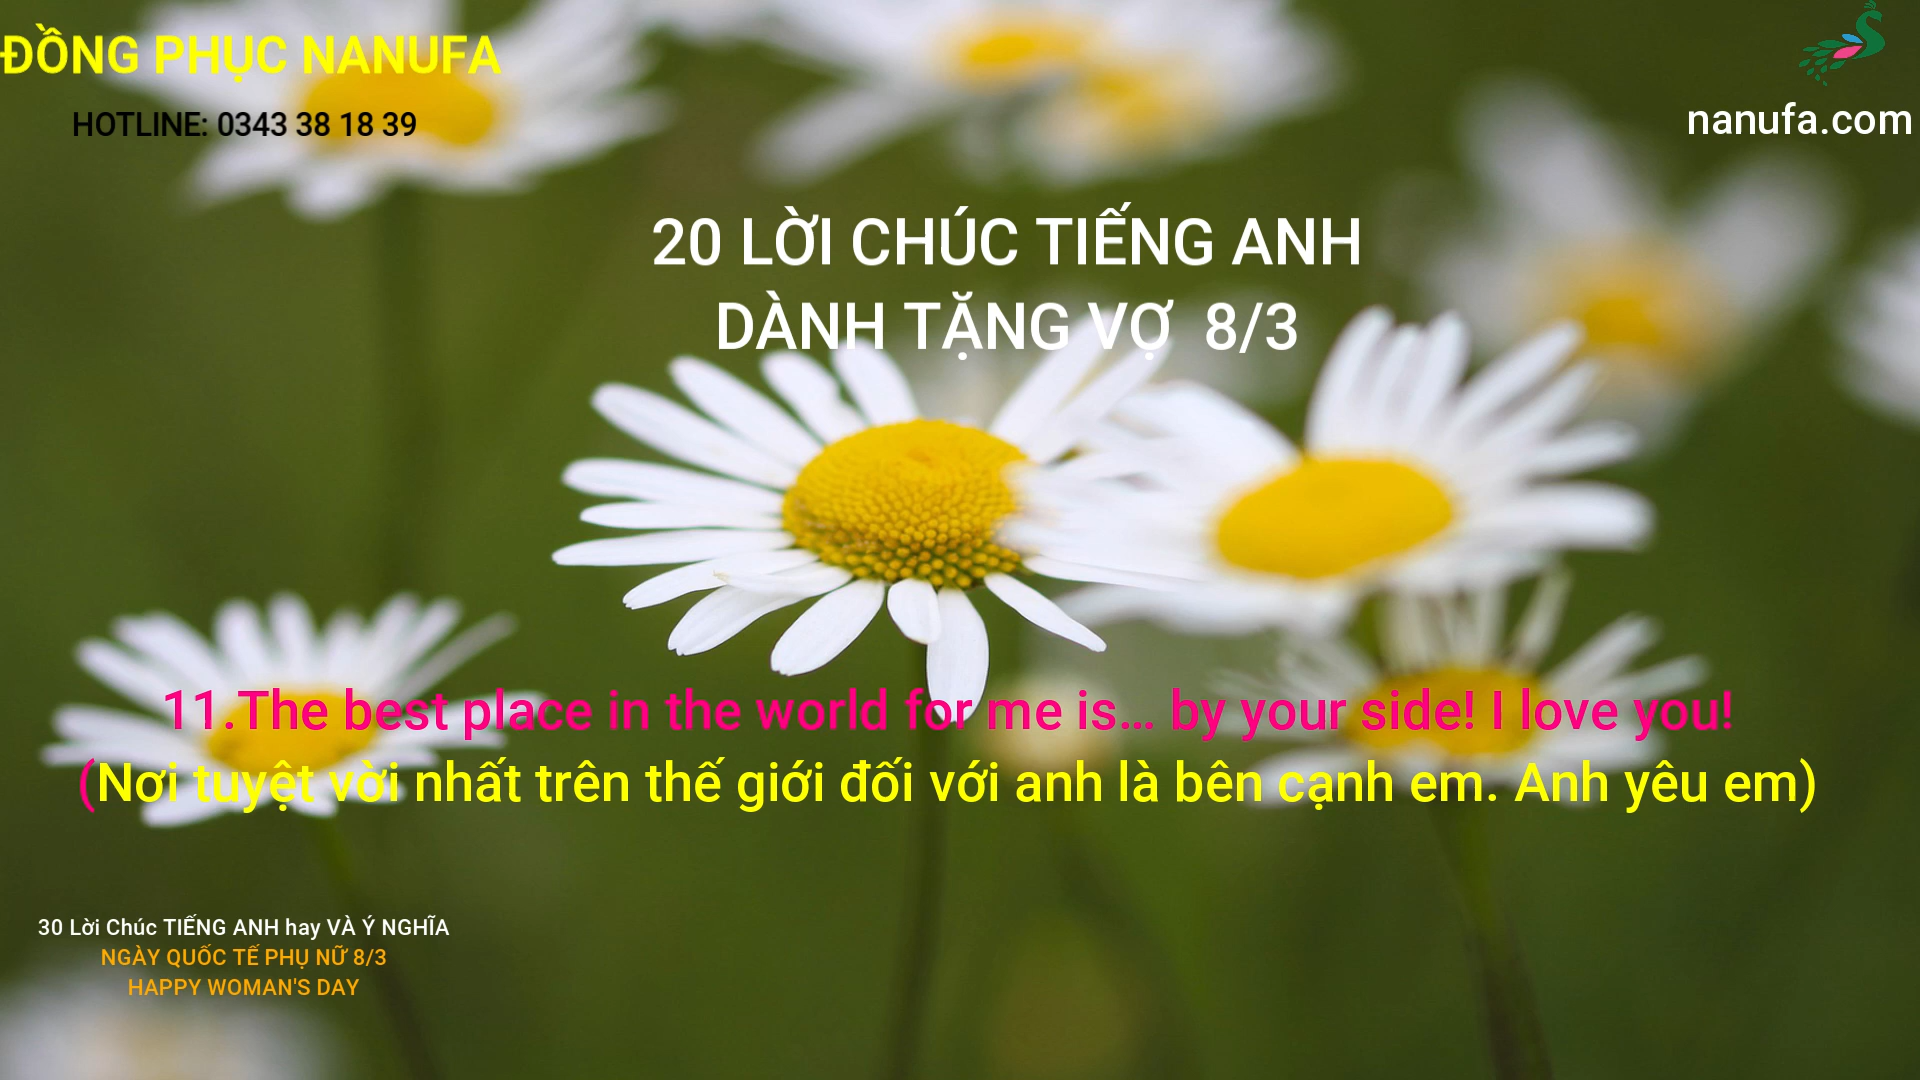 ĐỒNG PHỤC NANUFA
HOTLINE: 0343 38 18 39
nanufa.com
20 LỜI CHÚC TIẾNG ANH
DÀNH TẶNG VỢ  8/3
11.The best place in the world for me is... by your side! I love you!
(Nơi tuyệt vời nhất trên thế giới đối với anh là bên cạnh em. Anh yêu em)
30 Lời Chúc TIẾNG ANH hay VÀ Ý NGHĨA
NGÀY QUỐC TẾ PHỤ NỮ 8/3
HAPPY WOMAN'S DAY